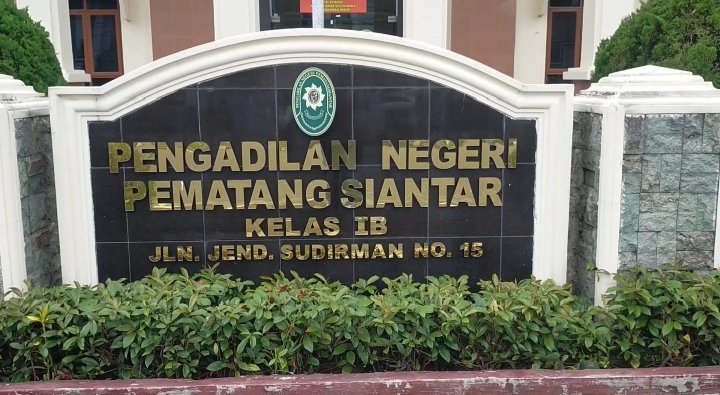 PENGADILAN NEGERI
PEMATANG SIANTAR
KELAS IB
JLN. JEND. SUDIRMAN NO. 15